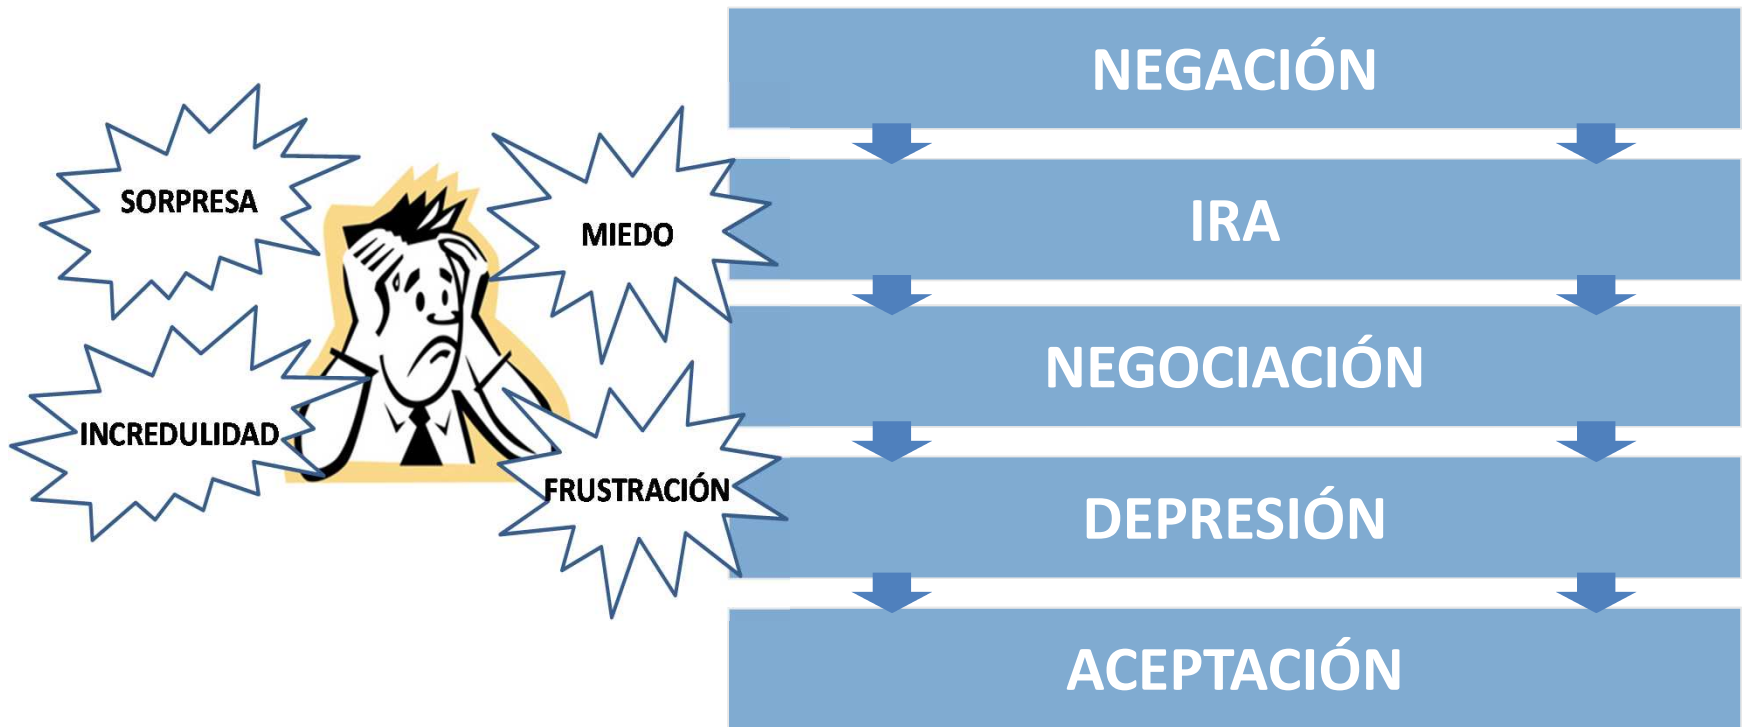 SORPRESA
MIEDO
INCREDULIDAD
FRUSTRACIÓN
NEGACIÓN
IRA
NEGOCIACIÓN
DEPRESIÓN
ACEPTACIÓN